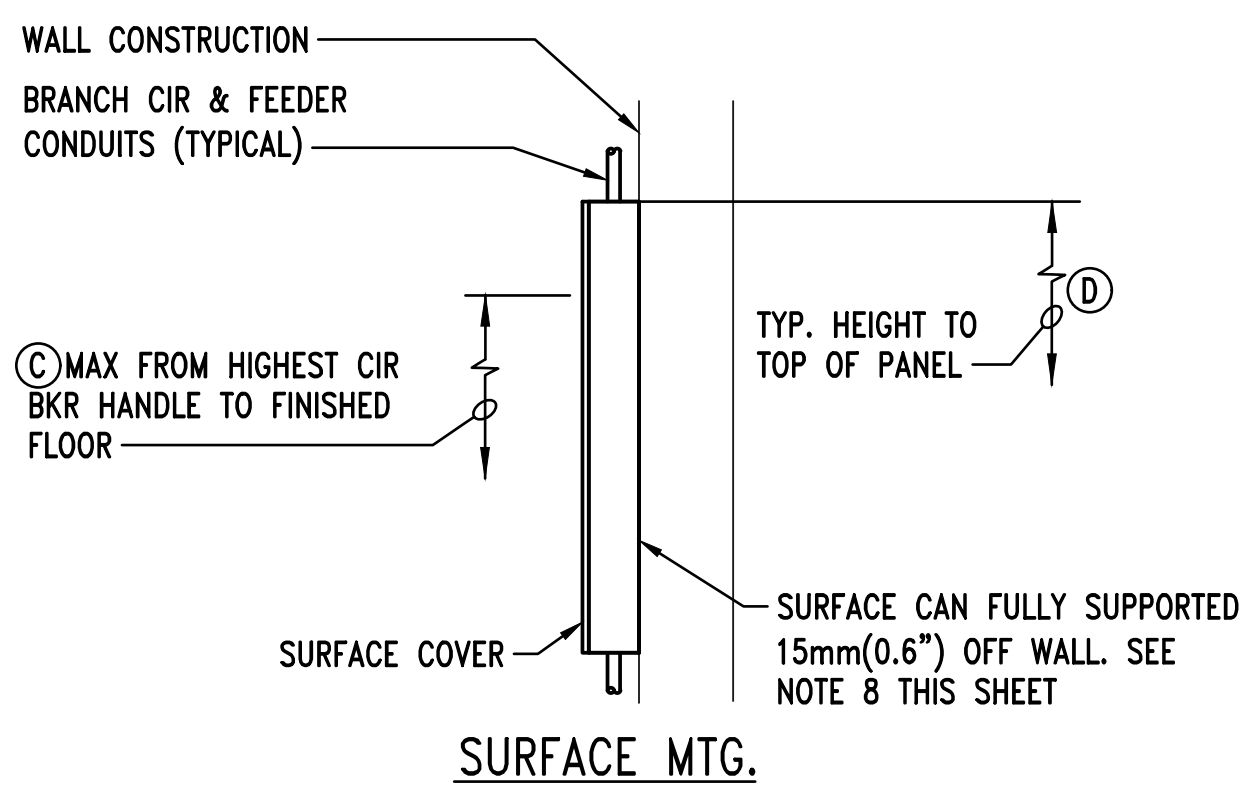 WALL CONSTRUCTION
BRANCH CIR & FEEDER
CONDUITS (TYPICAL)
D
TYP. HEIGHT TO
TOP OF PANEL
C MAX FROM HIGHEST CIR
BKR HANDLE TO FINISHED
FLOOR
SURFACE CAN FULLY SUPPORTED
15mm(0.6”) OFF WALL. SEE
NOTE 8 THIS SHEET
SURFACE COVER
SURFACE MTG.